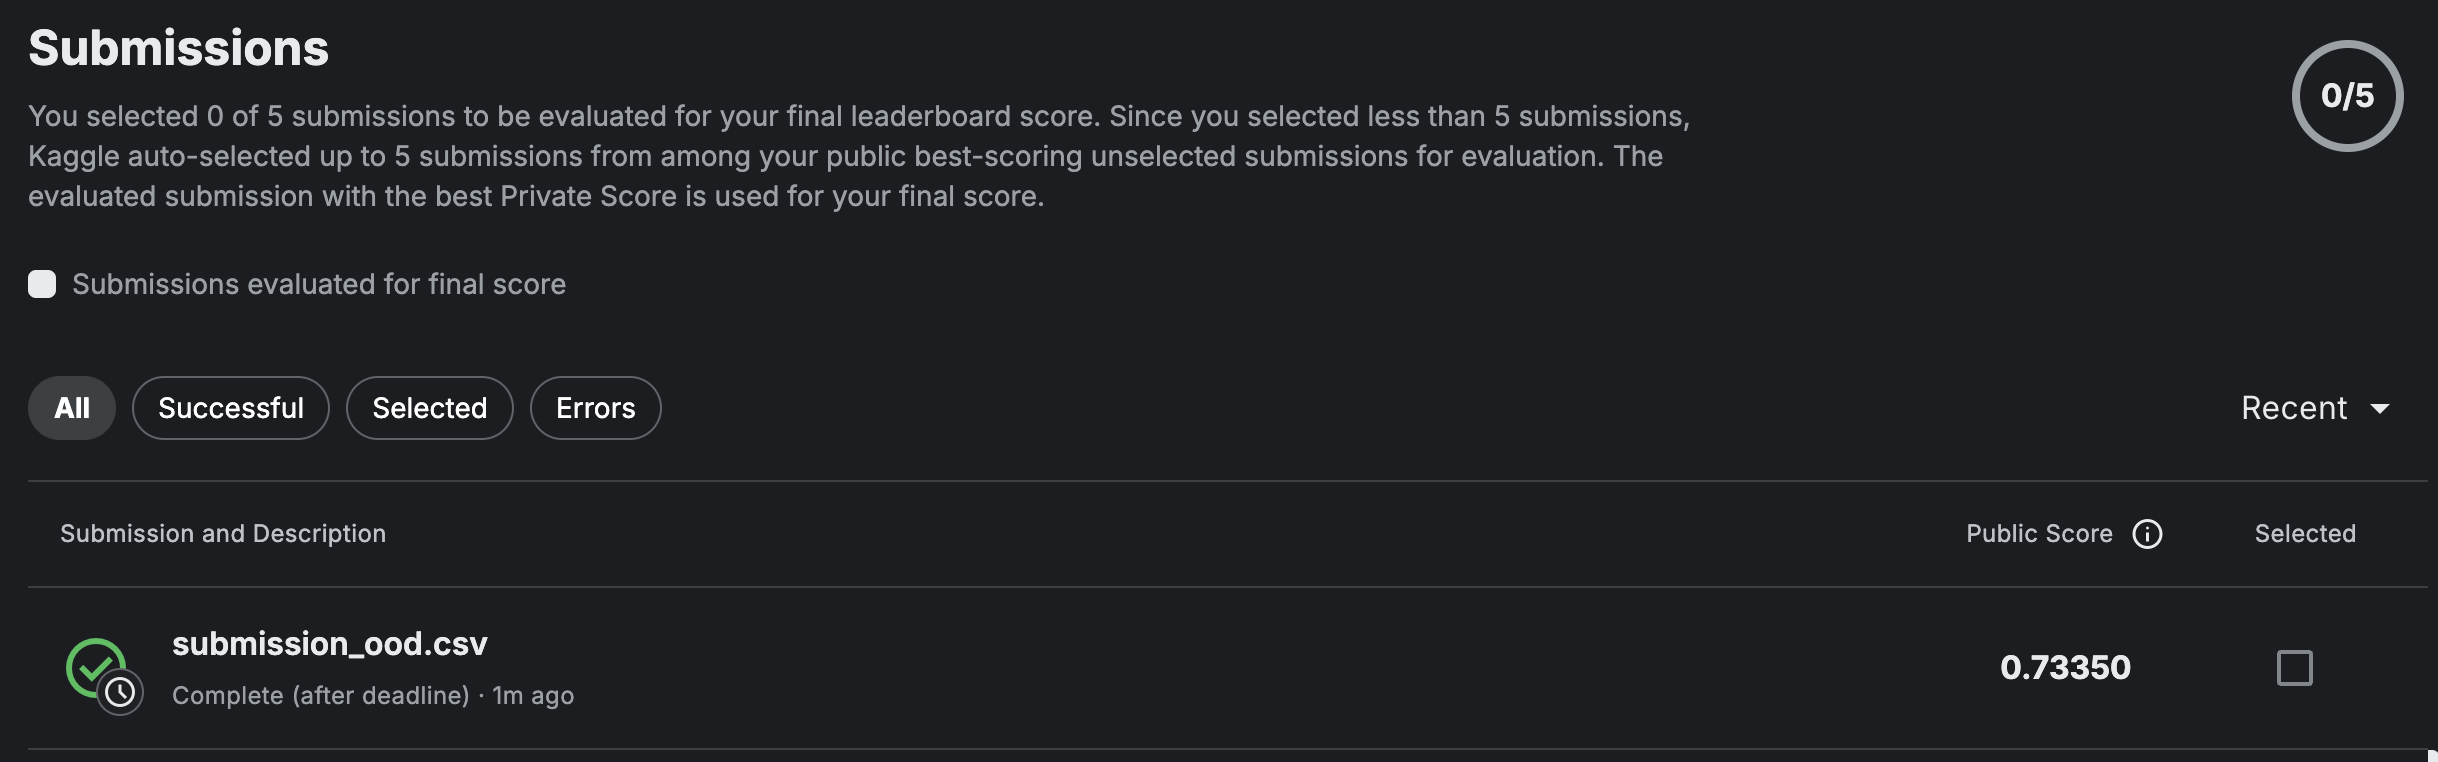 Submissions
0/5
You selected 0 of 5 submissions to be evaluated for your final leaderboard score. Since you selected less than 5 submissions,
Kaggle auto-selected up to 5 submissions from among your public best-scoring unselected submissions for evaluation. The
evaluated submission with the best Private Score is used for your final score.
Submissions evaluated for final score
All Successful Selected Errors Recent
Submission and Description Public Score Selected
submission_ood.csv
0.73350
Complete (after deadline) · 1m ago